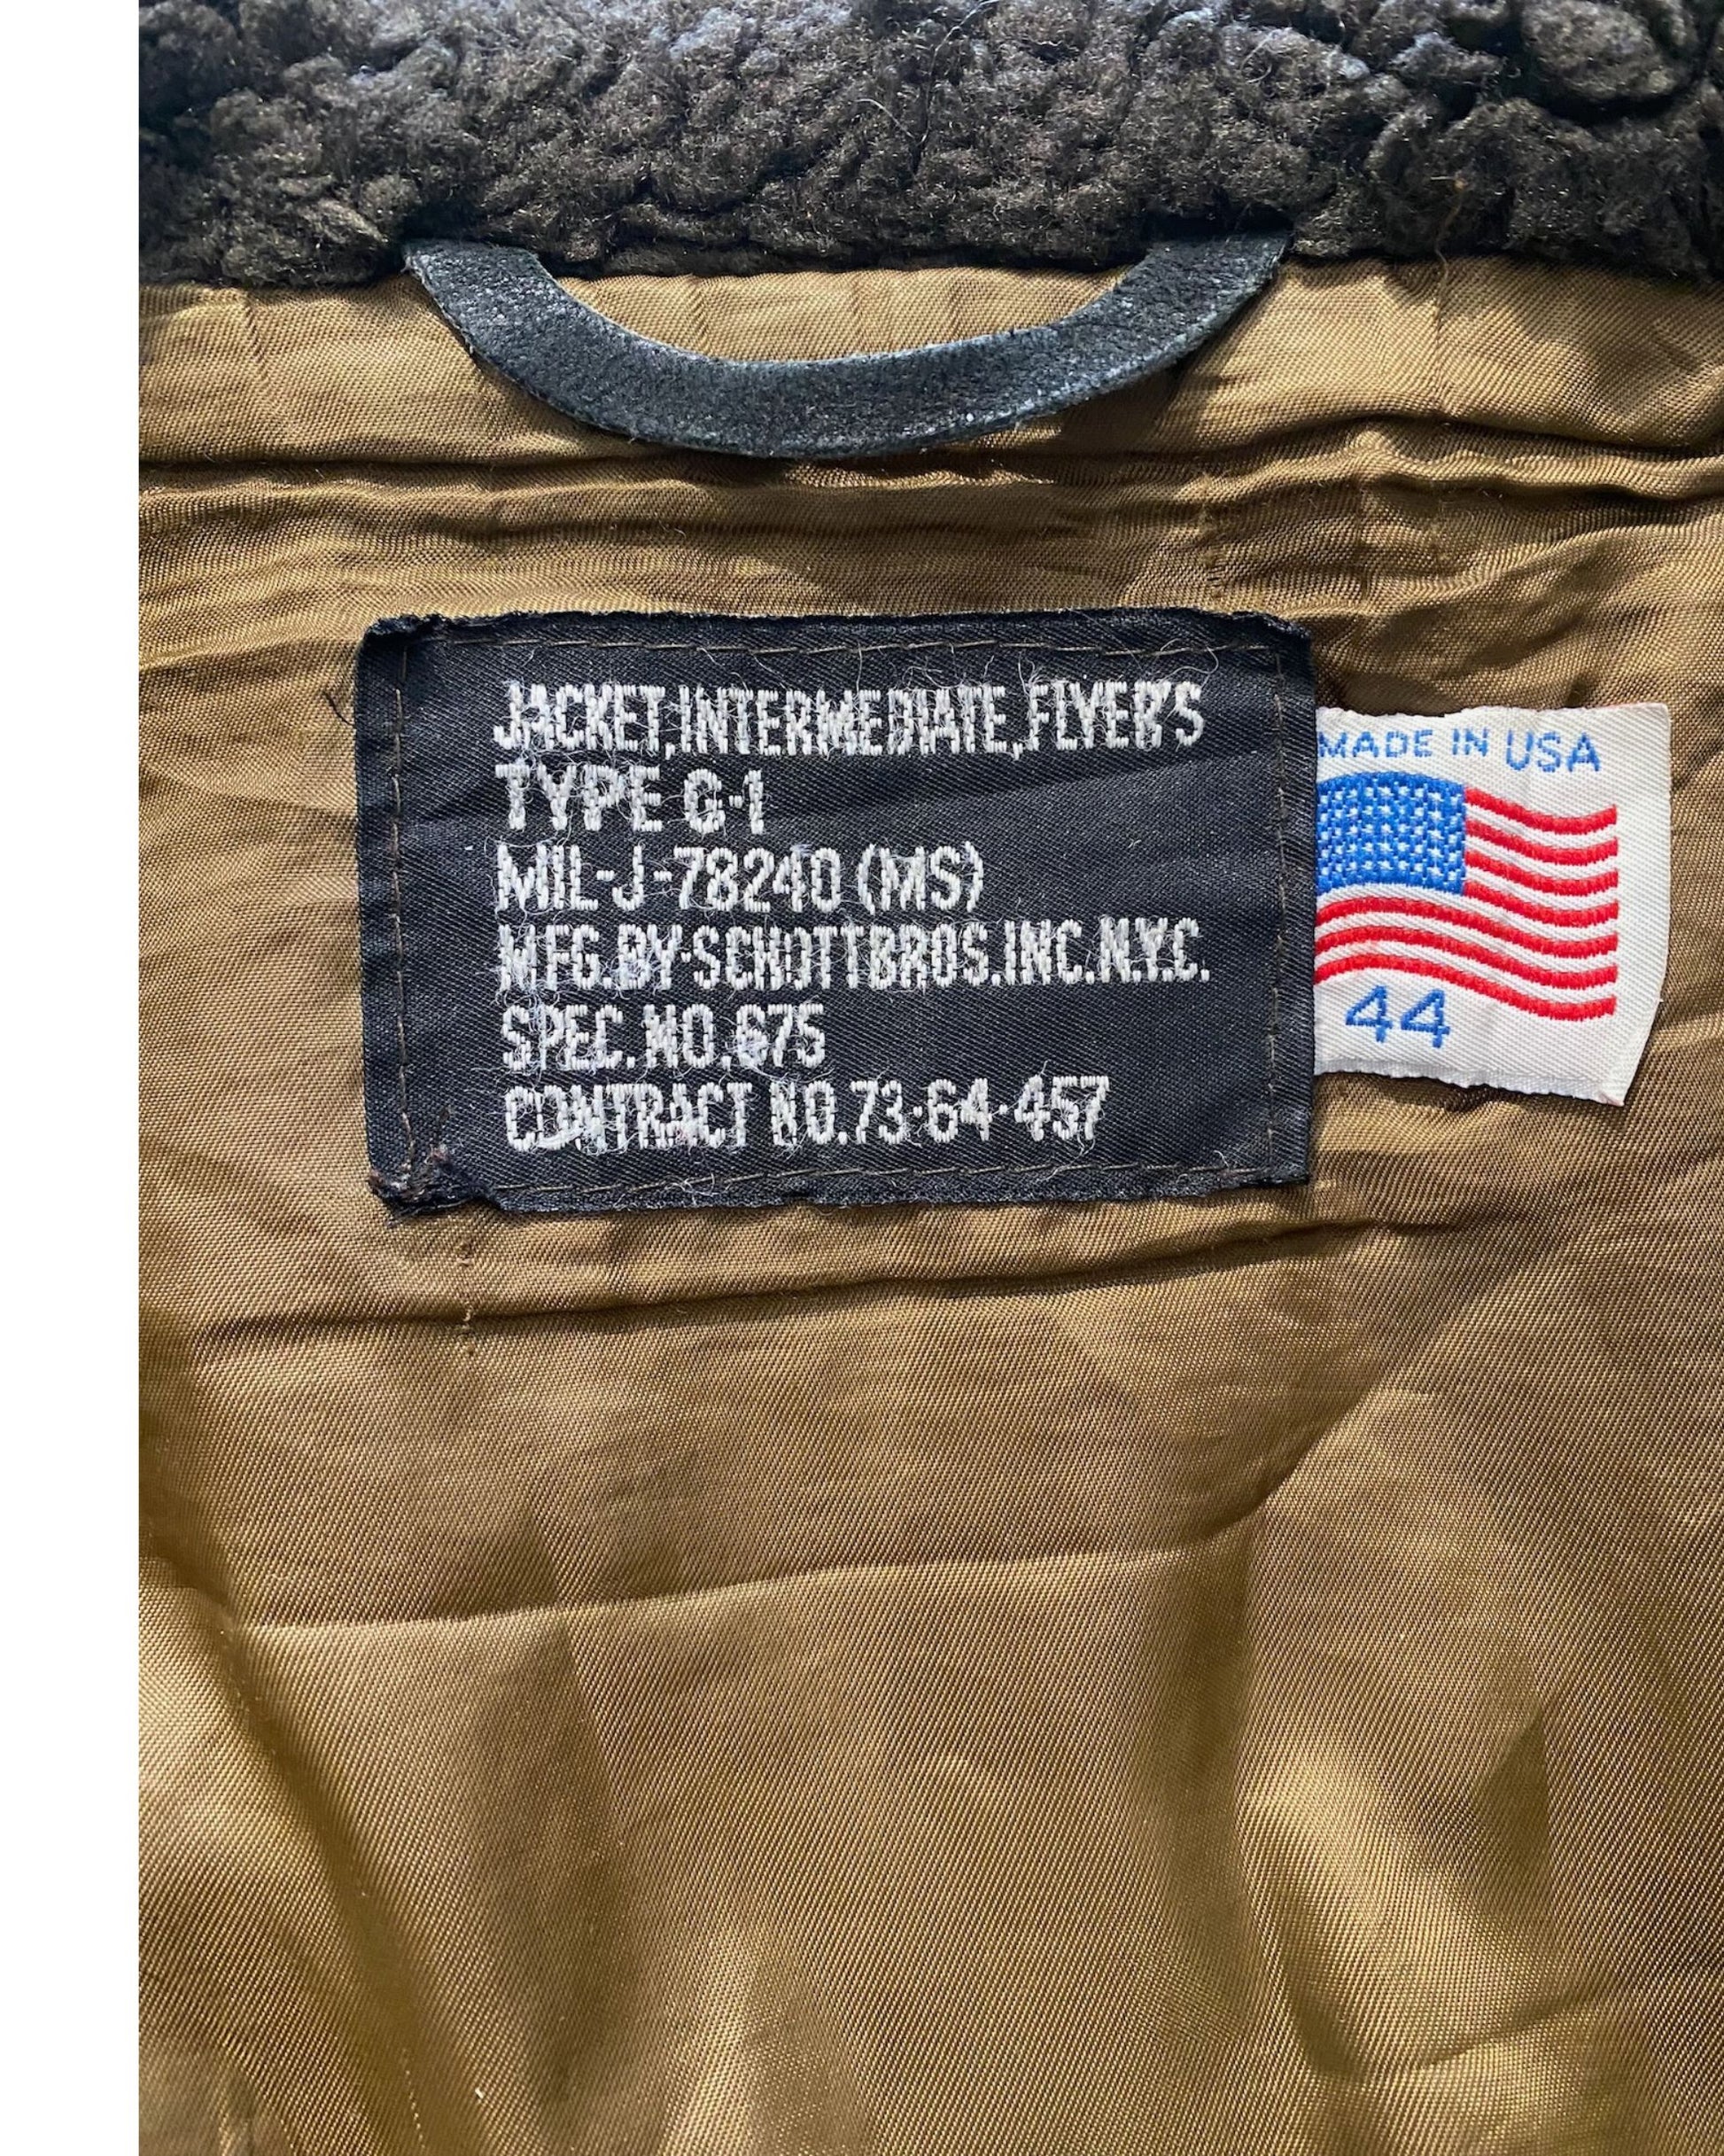 JACKET,INTERMEDIATE,FLYER'S
TYPE G-1
MIL-J-78240 (MS)
MFG.BY-SCHOTTBROS.INC.N.Y.C.
SPEC.NO.675
CONTRACT NO.73-64-457
MADE IN USA
44